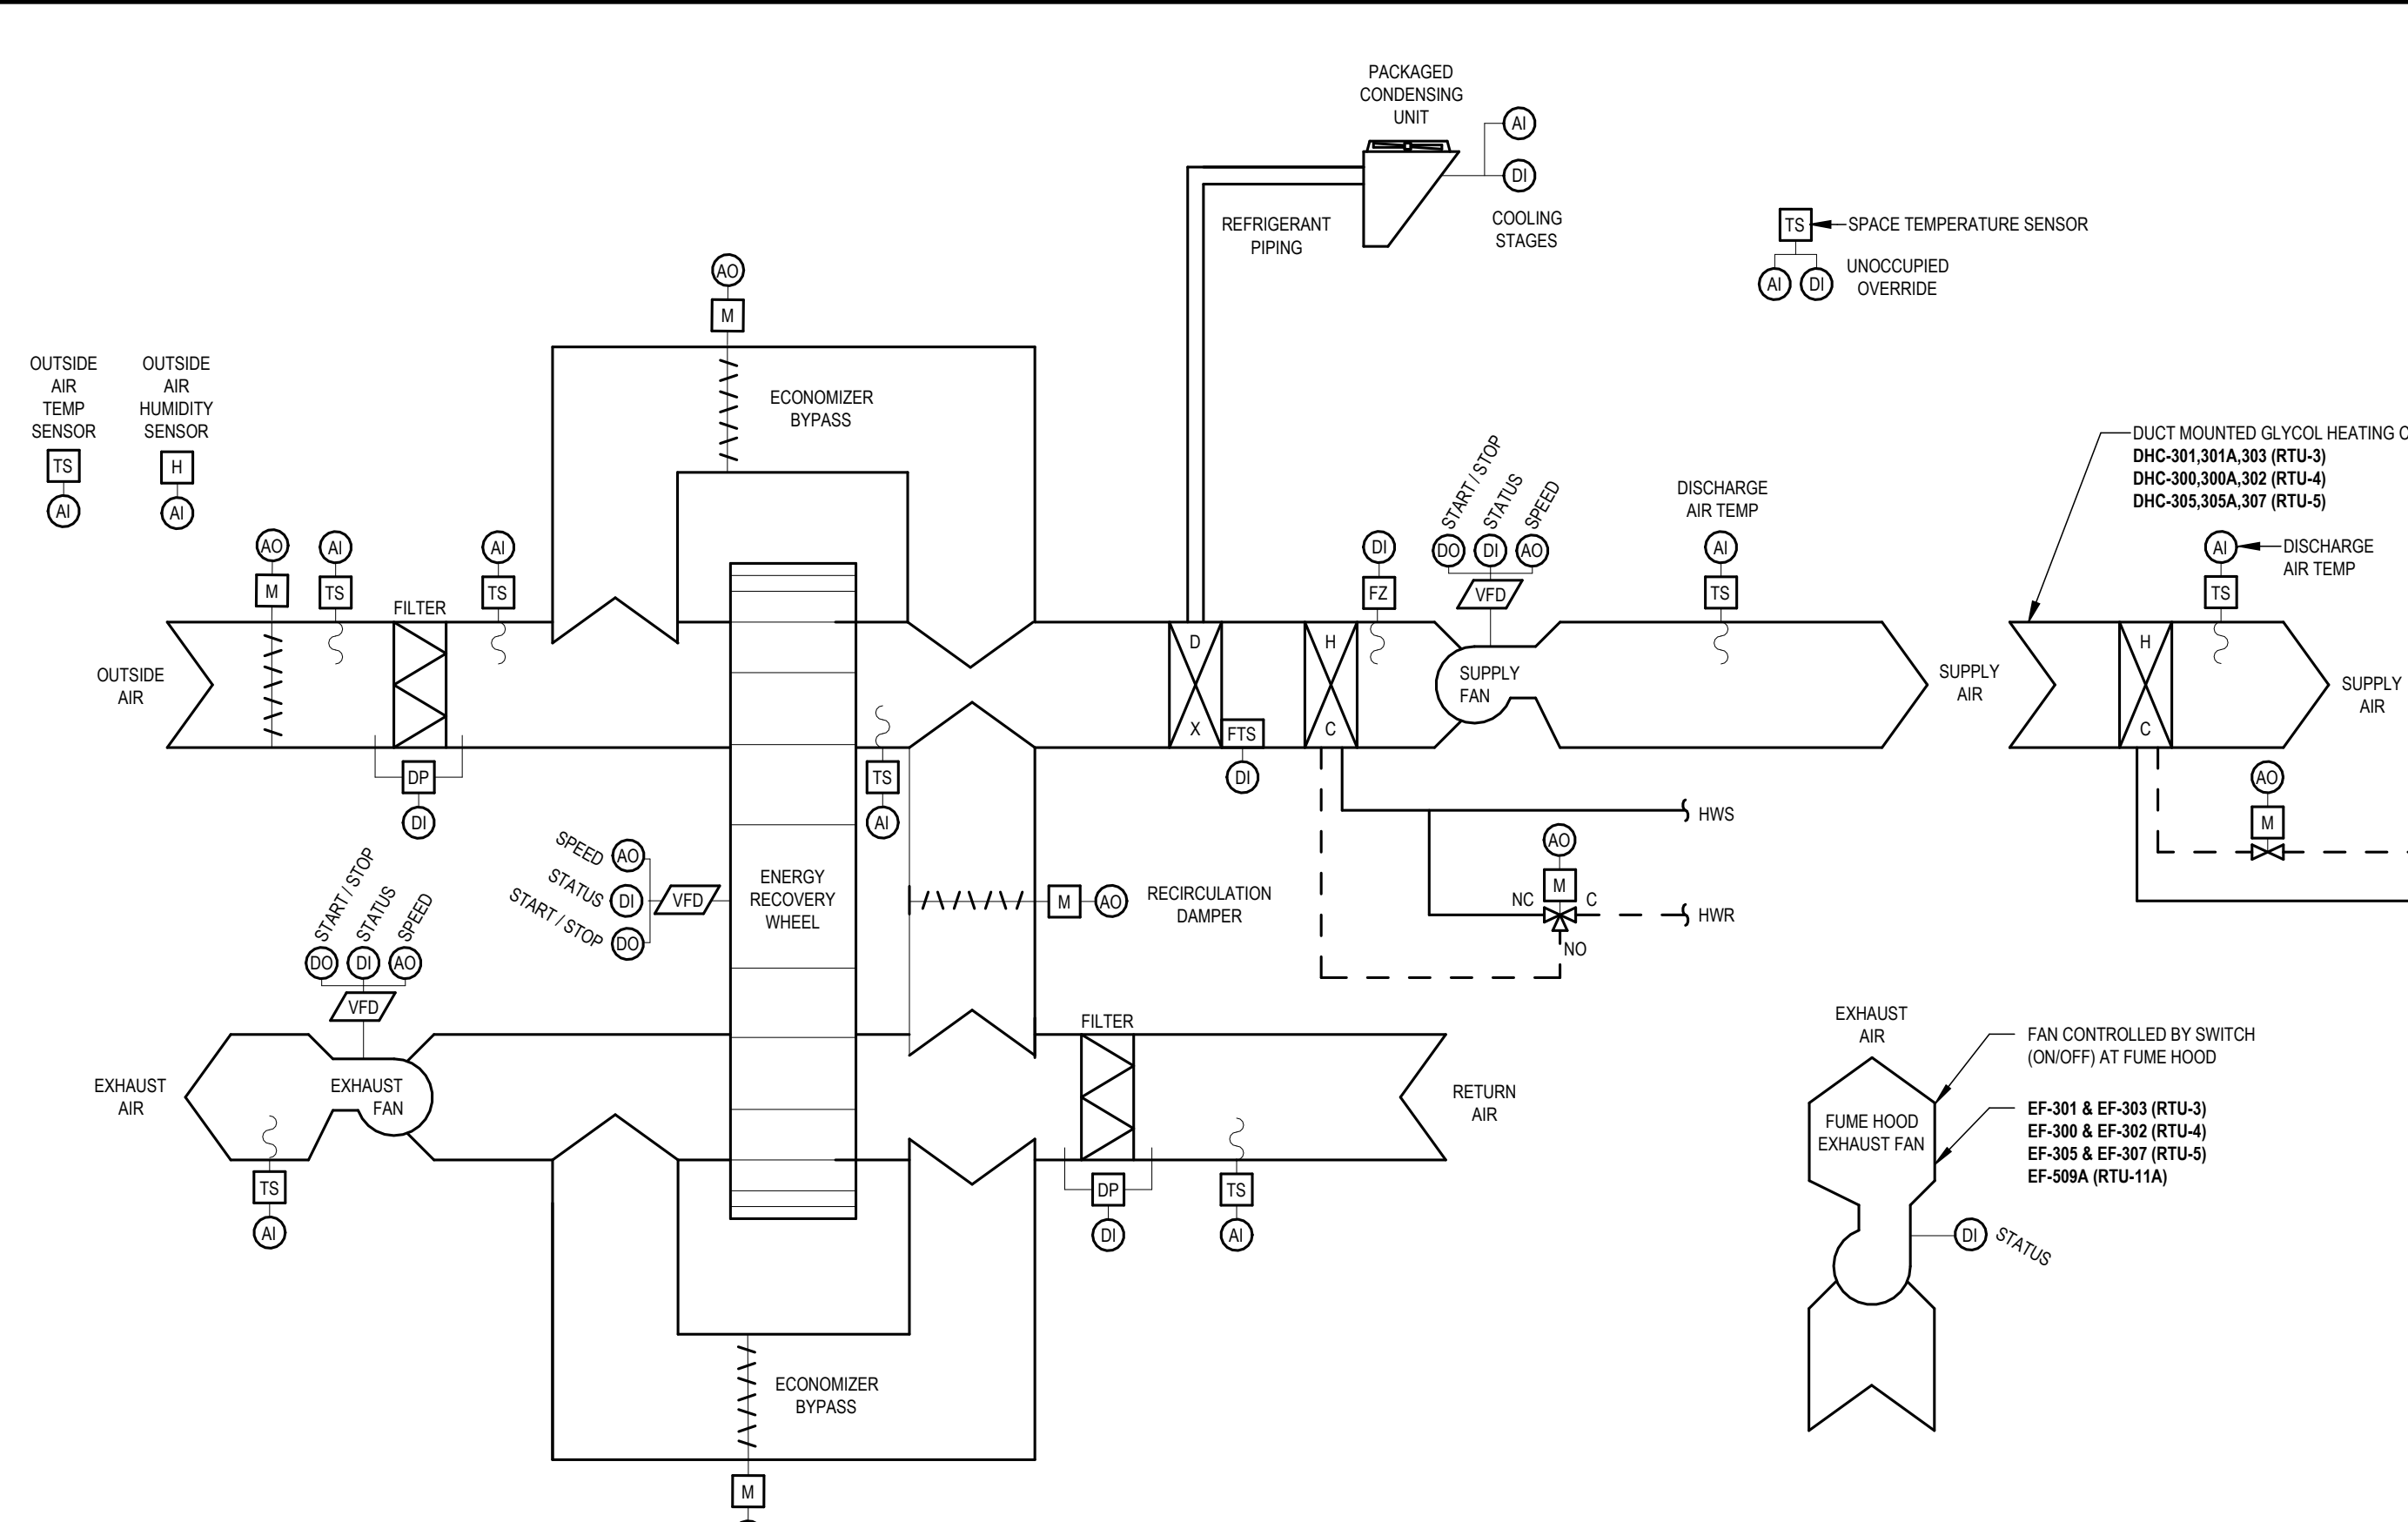 PACKAGED
CONDENSING
UNIT
AI
DI
COOLING
STAGES
REFRIGERANT
PIPING
TS
SPACE TEMPERATURE SENSOR
AI
DI
UNOCCUPIED
OVERRIDE
AO
M
ECONOMIZER
BYPASS
OUTSIDE
AIR
TEMP
SENSOR
TS
AI
OUTSIDE
AIR
HUMIDITY
SENSOR
H
AI
AO
M
AI
TS
FILTER
AI
TS
OUTSIDE
AIR
DP
DI
D
X
FTS
DI
H
C
DI
FZ
START / STOP
STATUS
SPEED
DO
DI
AO
VFD
SUPPLY
FAN
DISCHARGE
AIR TEMP
AI
TS
SUPPLY
AIR
DUCT MOUNTED GLYCOL HEATING C
DHC-301,301A,303 (RTU-3)
DHC-300,300A,302 (RTU-4)
DHC-305,305A,307 (RTU-5)
AI
DISCHARGE
AIR TEMP
TS
H
C
SUPPLY
AIR
AO
M
TS
AI
SPEED
STATUS
START / STOP
AO
DI
DO
VFD
ENERGY
RECOVERY
WHEEL
M
AO
RECIRCULATION
DAMPER
HWS
AO
M
NC
C
NO
HWR
START / STOP
STATUS
SPEED
DO
DI
AO
VFD
EXHAUST
AIR
EXHAUST
FAN
TS
AI
FILTER
RETURN
AIR
DP
DI
TS
AI
ECONOMIZER
BYPASS
M
EXHAUST
AIR
FUME HOOD
EXHAUST FAN
FAN CONTROLLED BY SWITCH
(ON/OFF) AT FUME HOOD
EF-301 & EF-303 (RTU-3)
EF-300 & EF-302 (RTU-4)
EF-305 & EF-307 (RTU-5)
EF-509A (RTU-11A)
DI
STATUS